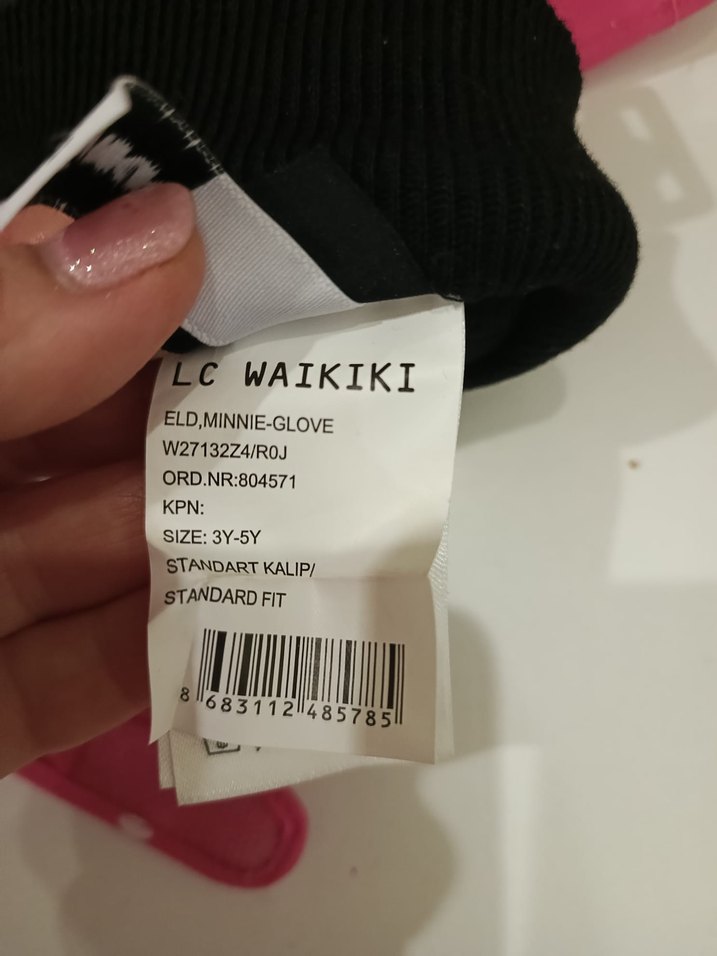 LC WAIKIKI
ELD,MINNIE-GLOVE
W27132Z4/R0J
ORD.NR:804571
KPN:
SIZE: 3Y-5Y
STANDART KALIP/
STANDARD FIT
8 683112 485785